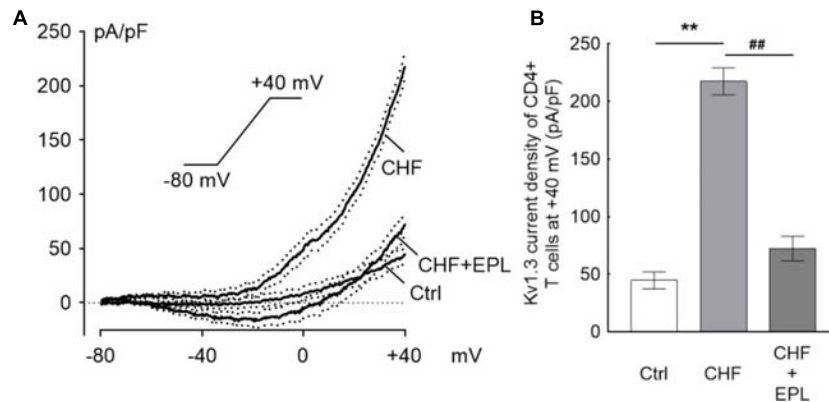 A
pA/pF
250
200
150
100
50
0
+40 mV
-80 mV
CHF
CHF+EPL
Ctrl
-80
-40
0
+40
mV
B
Kv1.3 current density of CD4+
T cells at +40 mV (pA/pF)
250
200
150
100
50
0
**
##
Ctrl
CHF
CHF
+
EPL